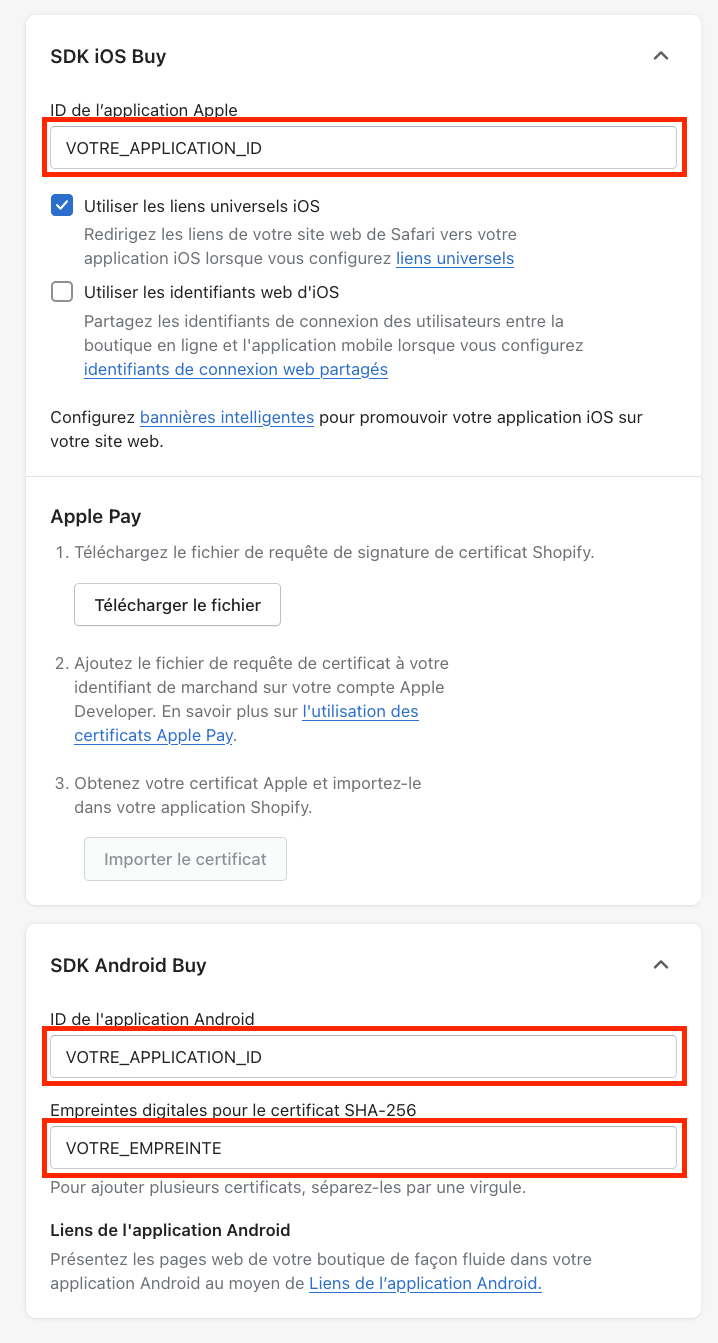 SDK iOS Buy
ID de l’application Apple
VOTRE_APPLICATION_ID
Utiliser les liens universels iOS
Redirigez les liens de votre site web de Safari vers votre
application iOS lorsque vous configurez liens universels
Utiliser les identifiants web d'iOS
Partagez les identifiants de connexion des utilisateurs entre la
boutique en ligne et l'application mobile lorsque vous configurez
identifiants de connexion web partagés
Configurez bannières intelligentes pour promouvoir votre application iOS sur
votre site web.
Apple Pay
1. Téléchargez le fichier de requête de signature de certificat Shopify.
Télécharger le fichier
2. Ajoutez le fichier de requête de certificat à votre
identifiant de marchand sur votre compte Apple
Developer. En savoir plus sur l'utilisation des
certificats Apple Pay.
3. Obtenez votre certificat Apple et importez-le
dans votre application Shopify.
Importer le certificat
SDK Android Buy
ID de l'application Android
VOTRE_APPLICATION_ID
Empreintes digitales pour le certificat SHA-256
VOTRE_EMPREINTE
Pour ajouter plusieurs certificats, séparez-les par une virgule.
Liens de l'application Android
Présentez les pages web de votre boutique de façon fluide dans votre
application Android au moyen de Liens de l’application Android.